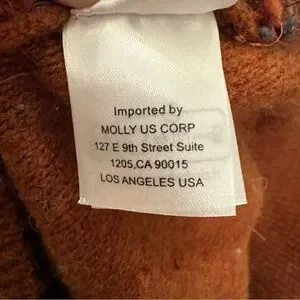 Imported by
MOLLY US CORP
127 E 9th Street Suite
1205,CA 90015
LOS ANGELES USA